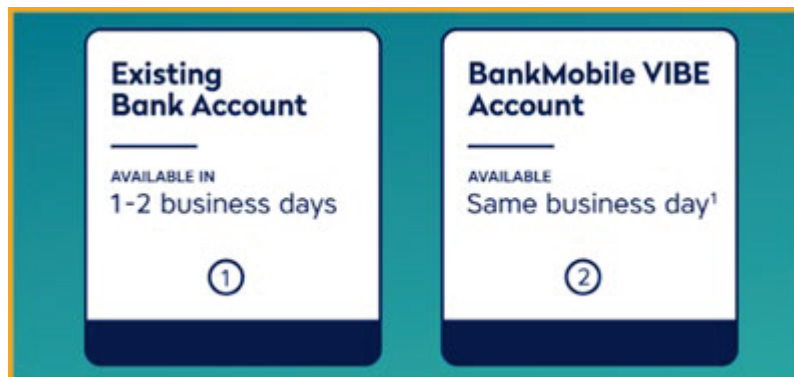 Existing
Bank Account
AVAILABLE IN
1-2 business days
1
BankMobile VIBE
Account
AVAILABLE
Same business day¹
2